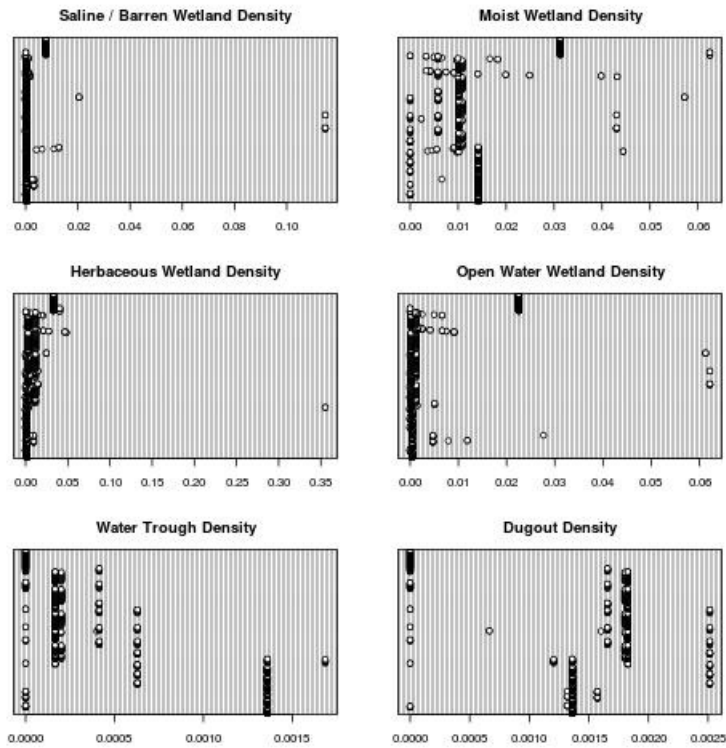 Saline / Barren Wetland Density
Moist Wetland Density
0.00 0.02 0.04 0.06 0.08 0.10
0.00 0.01 0.02 0.03 0.04 0.05 0.06
Herbaceous Wetland Density
Open Water Wetland Density
0.00 0.05 0.10 0.15 0.20 0.25 0.30 0.35
0.00 0.01 0.02 0.03 0.04 0.05 0.06
Water Trough Density
Dugout Density
0.0000 0.0005 0.0010 0.0015
0.0000 0.0005 0.0010 0.0015 0.0020 0.0025